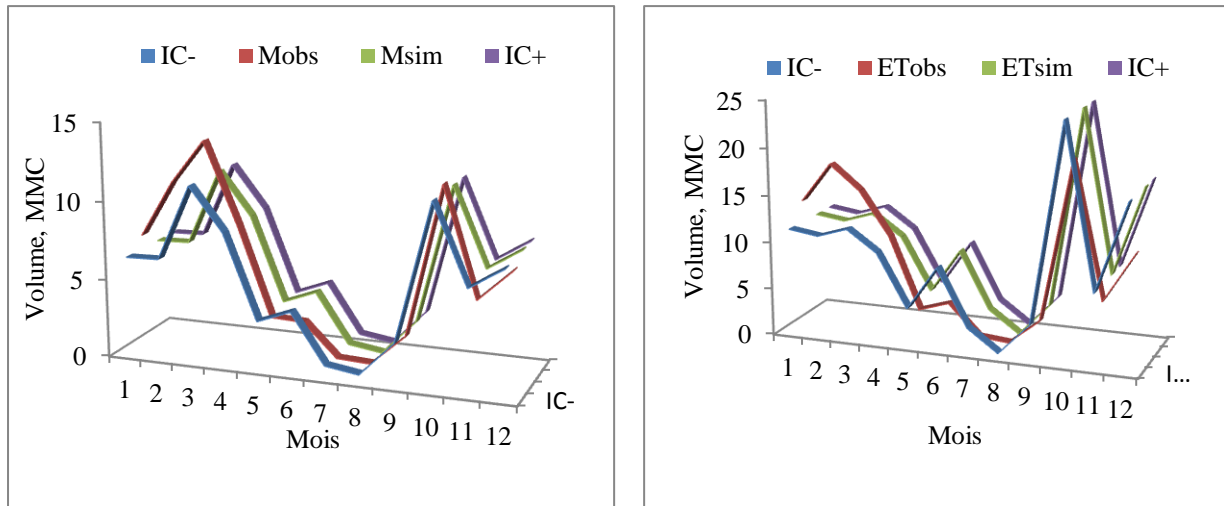 IC- Mobs Msim IC+
Volume, MMC
15
10
5
0
1 2 3 4 5 6 7 8 9 10 11 12
IC-
Mois
IC- ETobs ETsim IC+
Volume, MMC
25
20
15
10
5
0
1 2 3 4 5 6 7 8 9 10 11 12
I...
Mois